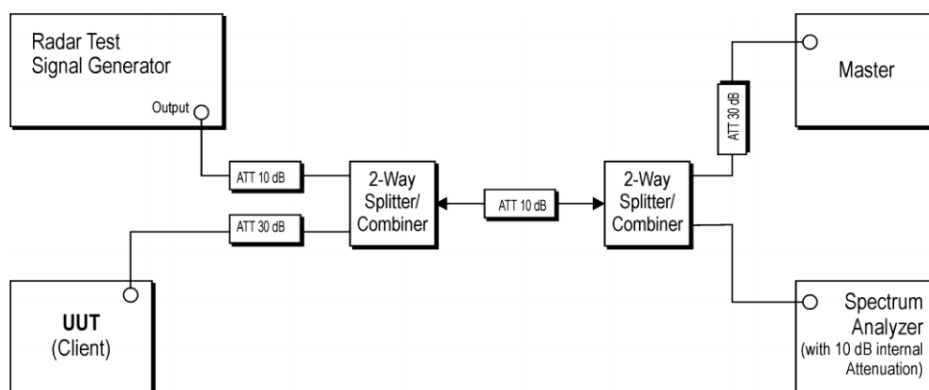 Radar Test
Signal Generator
Output
ATT 10 dB
ATT 30 dB
UUT
(Client)
2-Way
Splitter/
Combiner
ATT 10 dB
2-Way
Splitter/
Combiner
ATT 30 dB
Master
Spectrum
Analyzer
(with 10 dB internal
Attenuation)